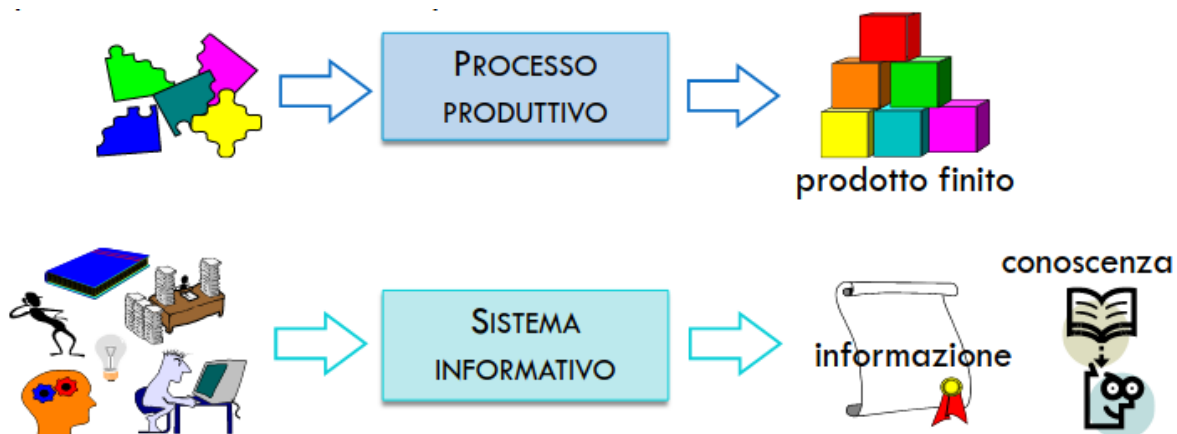 PROCESSO
PRODUTTIVO
prodotto finito
conoscenza
SISTEMA
INFORMATIVO
informazione